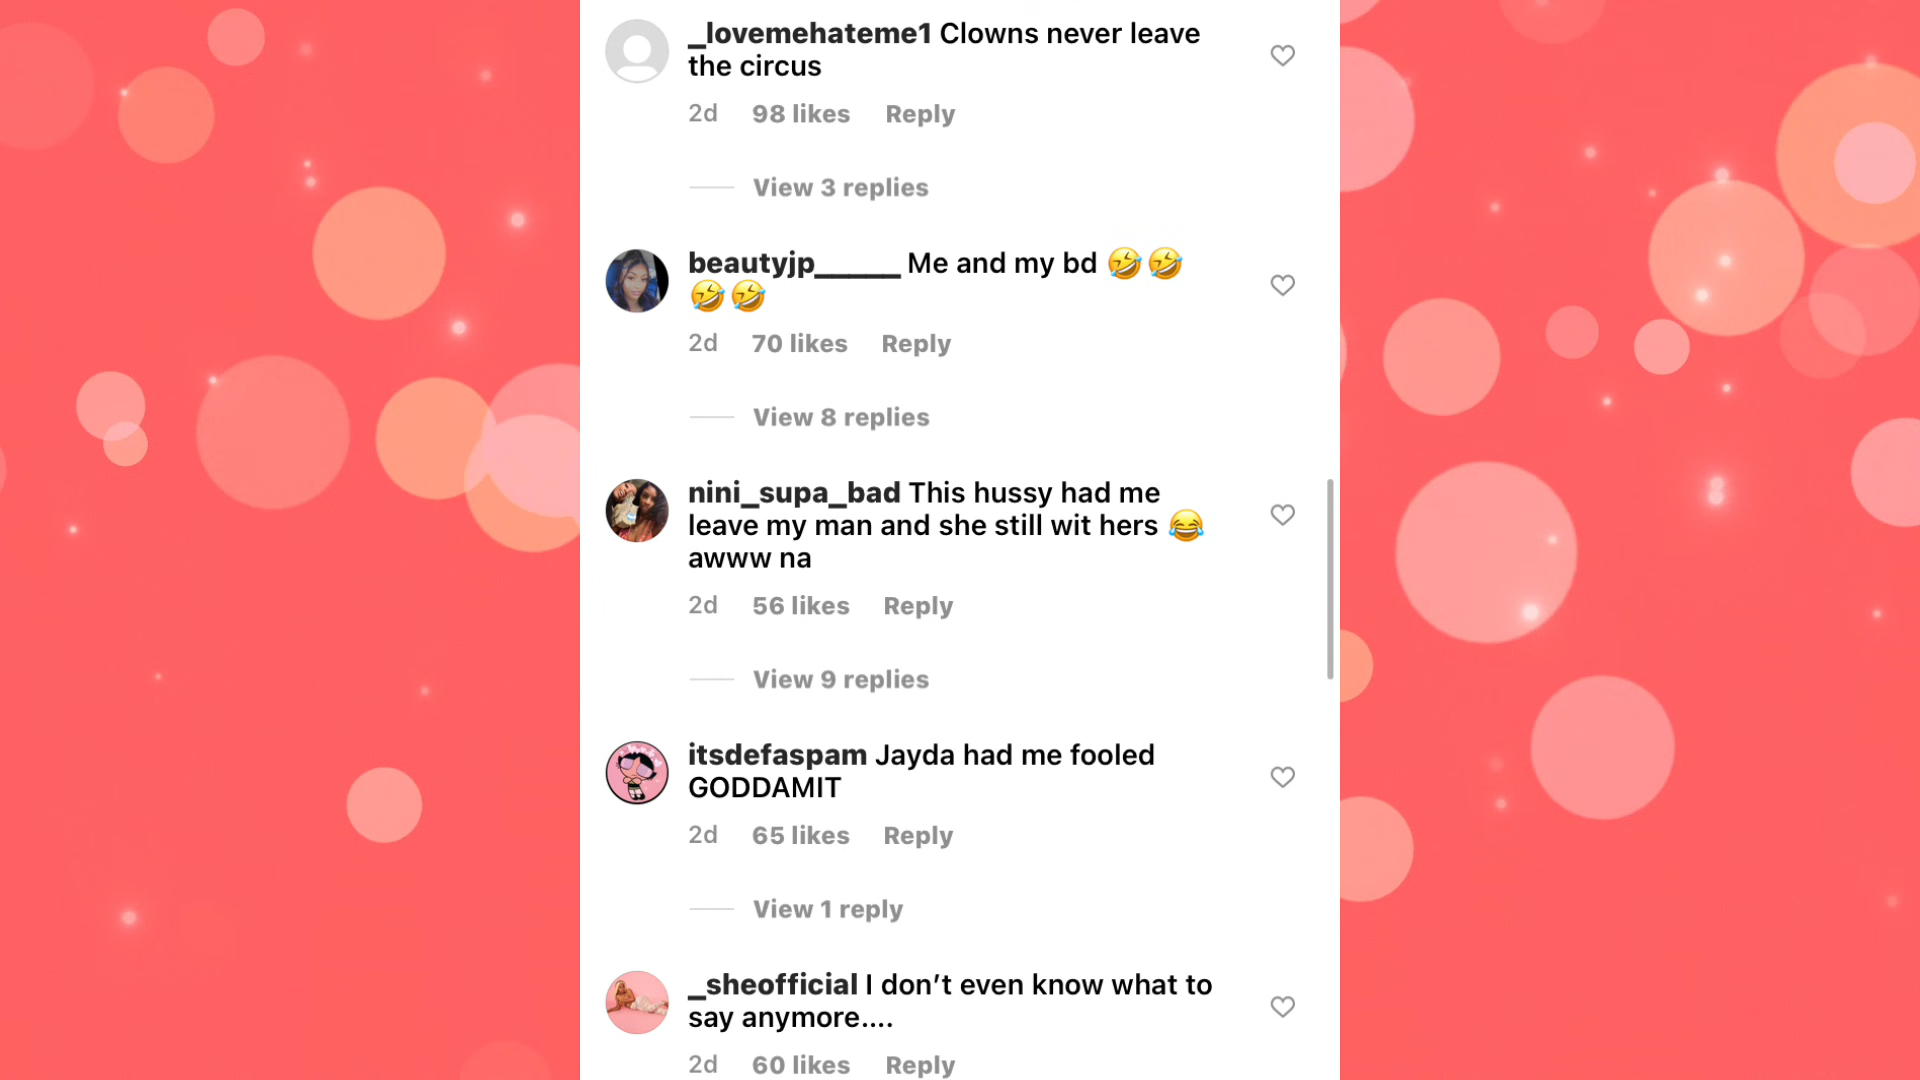 _lovemehateme1 Clowns never leave
the circus
2d 98 likes Reply
View 3 replies
beautyjp_____ Me and my bd 🤣🤣
🤣🤣
2d 70 likes Reply
View 8 replies
nini_supa_bad This hussy had me
leave my man and she still wit hers 😂
awww na
2d 56 likes Reply
View 9 replies
itsdefaspam Jayda had me fooled
GODDAMIT
2d 65 likes Reply
View 1 reply
_sheofficial I don’t even know what to
say anymore....
2d 60 likes Reply